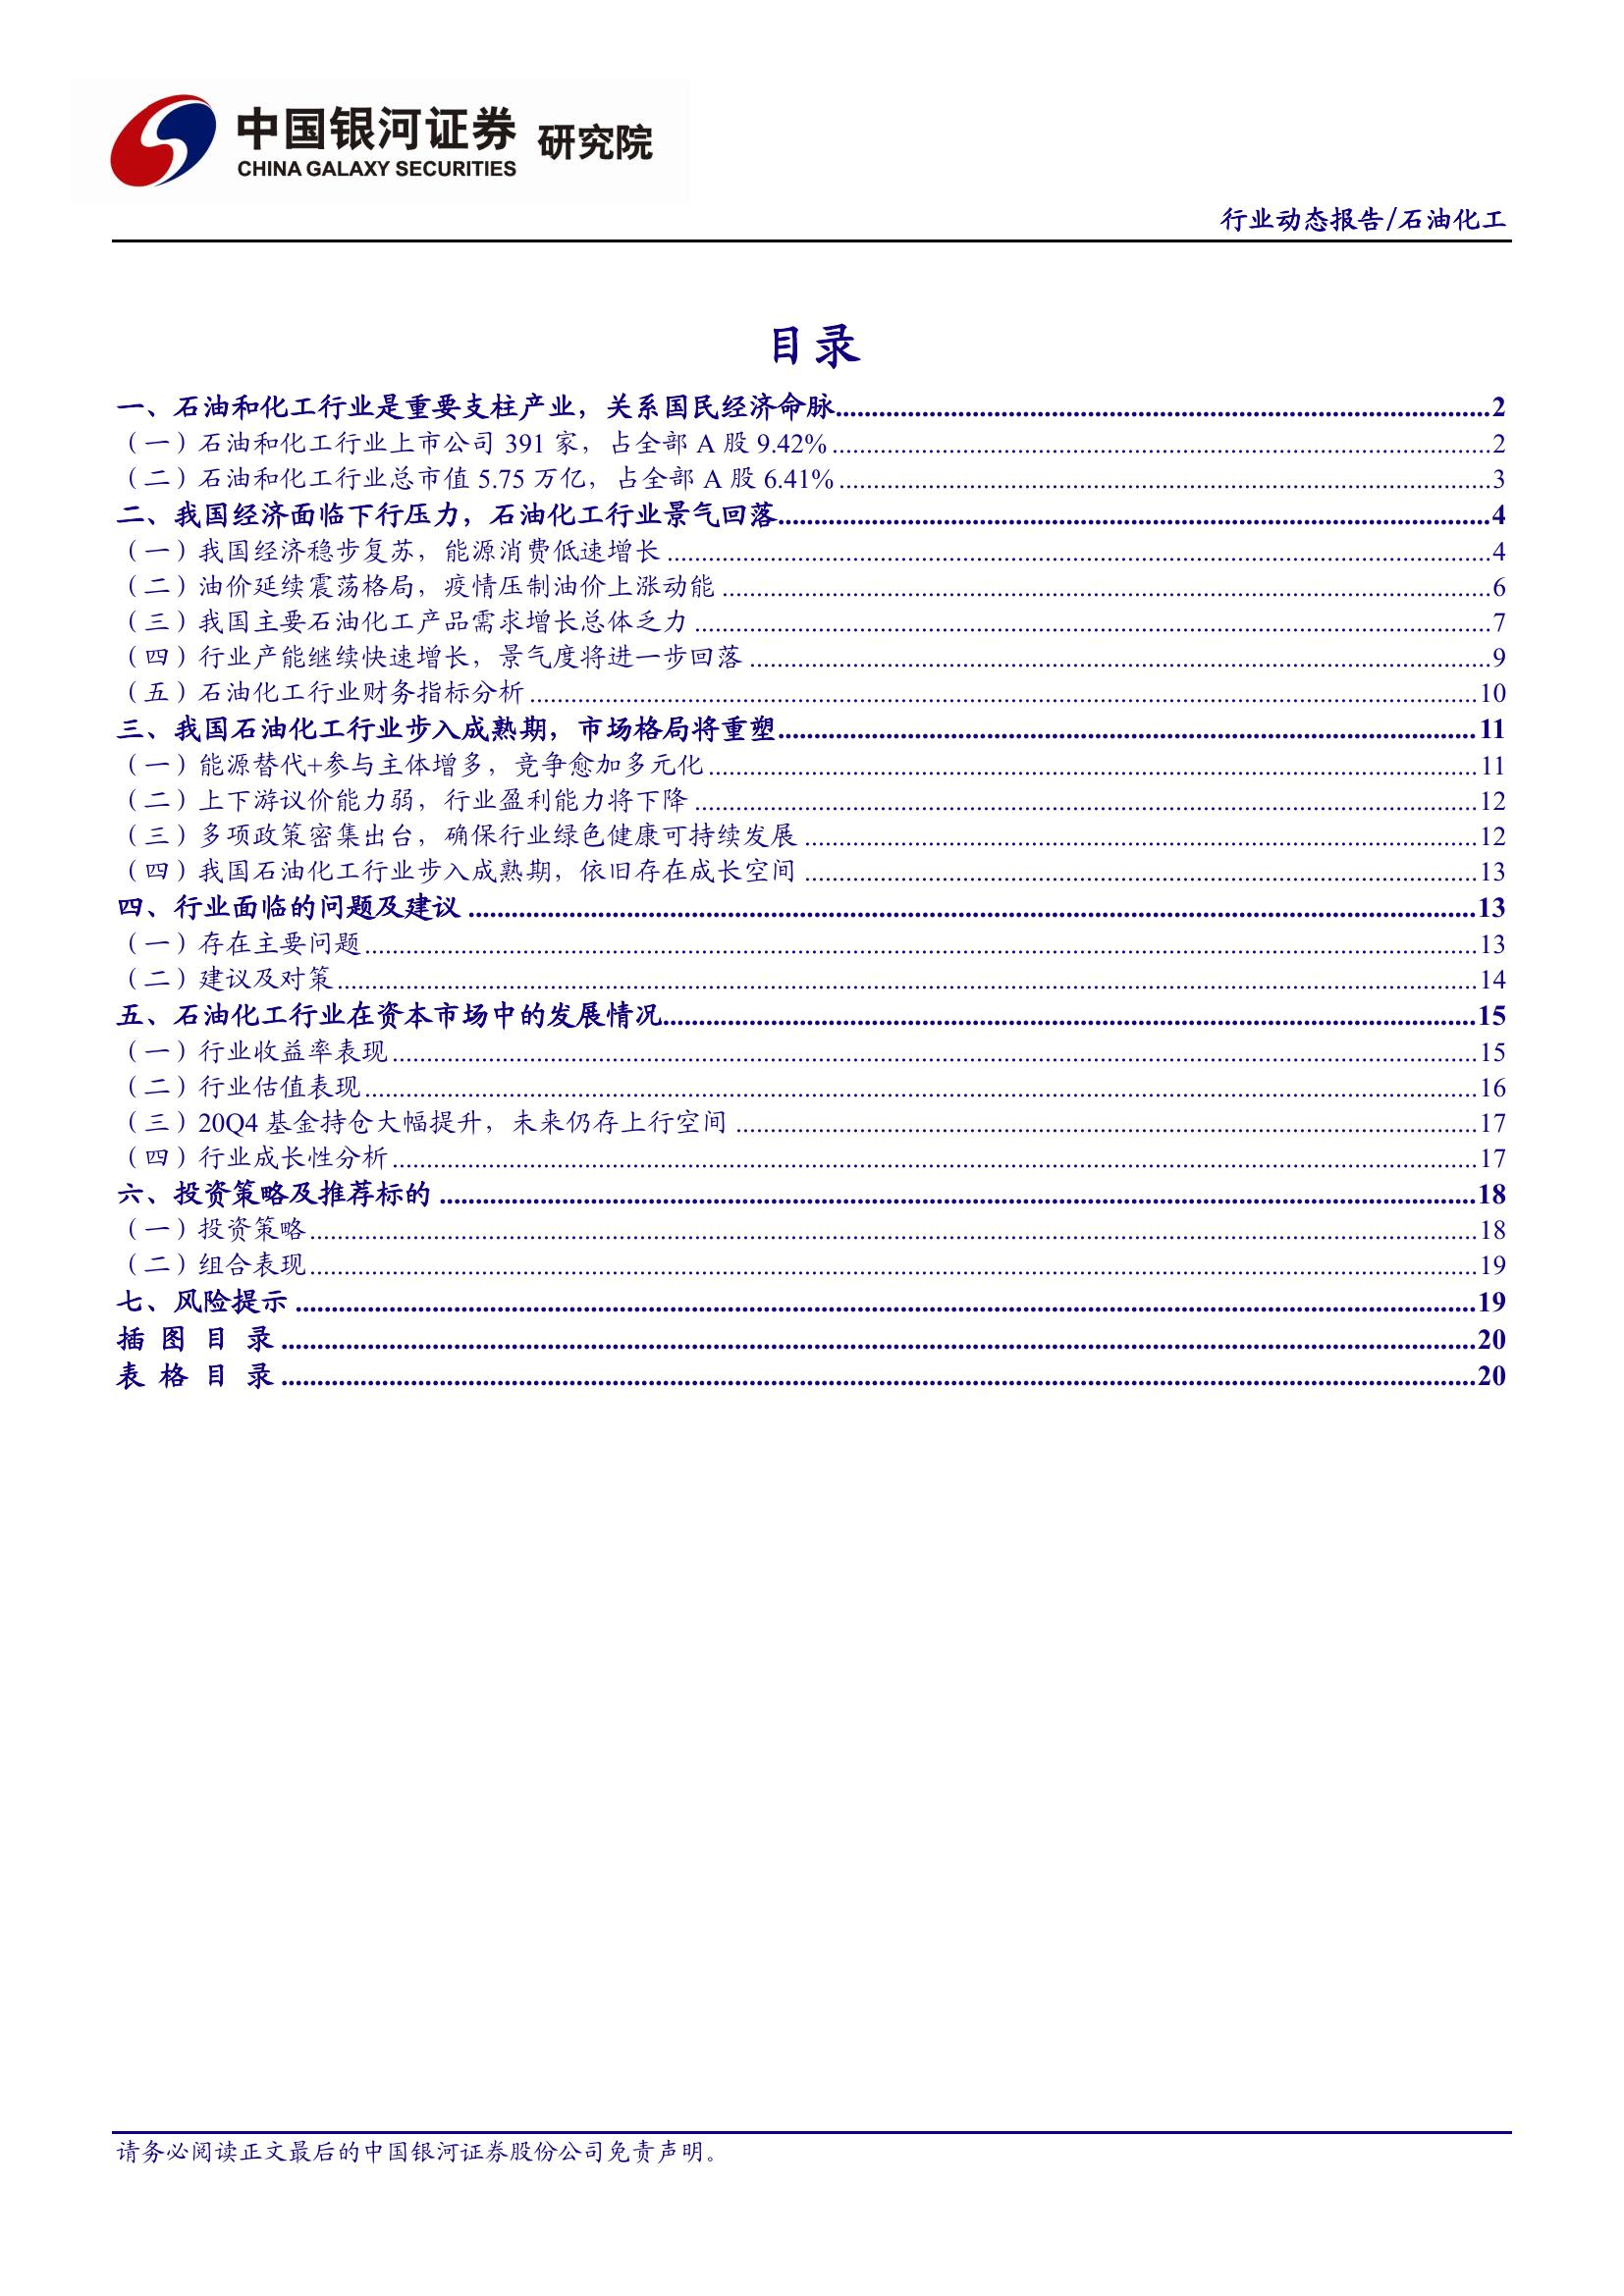 中国银河证券 研究院
CHINA GALAXY SECURITIES
行业动态报告/石油化工
目录
一、石油和化工行业是重要支柱产业，关系国民经济命脉........2
（一）石油和化工行业上市公司 391 家，占全部 A 股 9.42%........2
（二）石油和化工行业总市值 5.75 万亿，占全部 A 股 6.41%........3
二、我国经济面临下行压力，石油化工行业景气回落........4
（一）我国经济稳步复苏，能源消费低速增长........4
（二）油价延续震荡格局，疫情压制油价上涨动能........6
（三）我国主要石油化工产品需求增长总体乏力........7
（四）行业产能继续快速增长，景气度将进一步回落........9
（五）石油化工行业财务指标分析........10
三、我国石油化工行业步入成熟期，市场格局将重塑........11
（一）能源替代+参与主体增多，竞争愈加多元化........11
（二）上下游议价能力弱，行业盈利能力将下降........12
（三）多项政策密集出台，确保行业绿色健康可持续发展........12
（四）我国石油化工行业步入成熟期，依旧存在成长空间........13
四、行业面临的问题及建议........13
（一）存在主要问题........13
（二）建议及对策........14
五、石油化工行业在资本市场中的发展情况........15
（一）行业收益率表现........15
（二）行业估值表现........16
（三）20Q4 基金持仓大幅提升，未来仍存上行空间........17
（四）行业成长性分析........17
六、投资策略及推荐标的........18
（一）投资策略........18
（二）组合表现........19
七、风险提示........19
插 图 目 录........20
表 格 目 录........20
请务必阅读正文最后的中国银河证券股份公司免责声明。